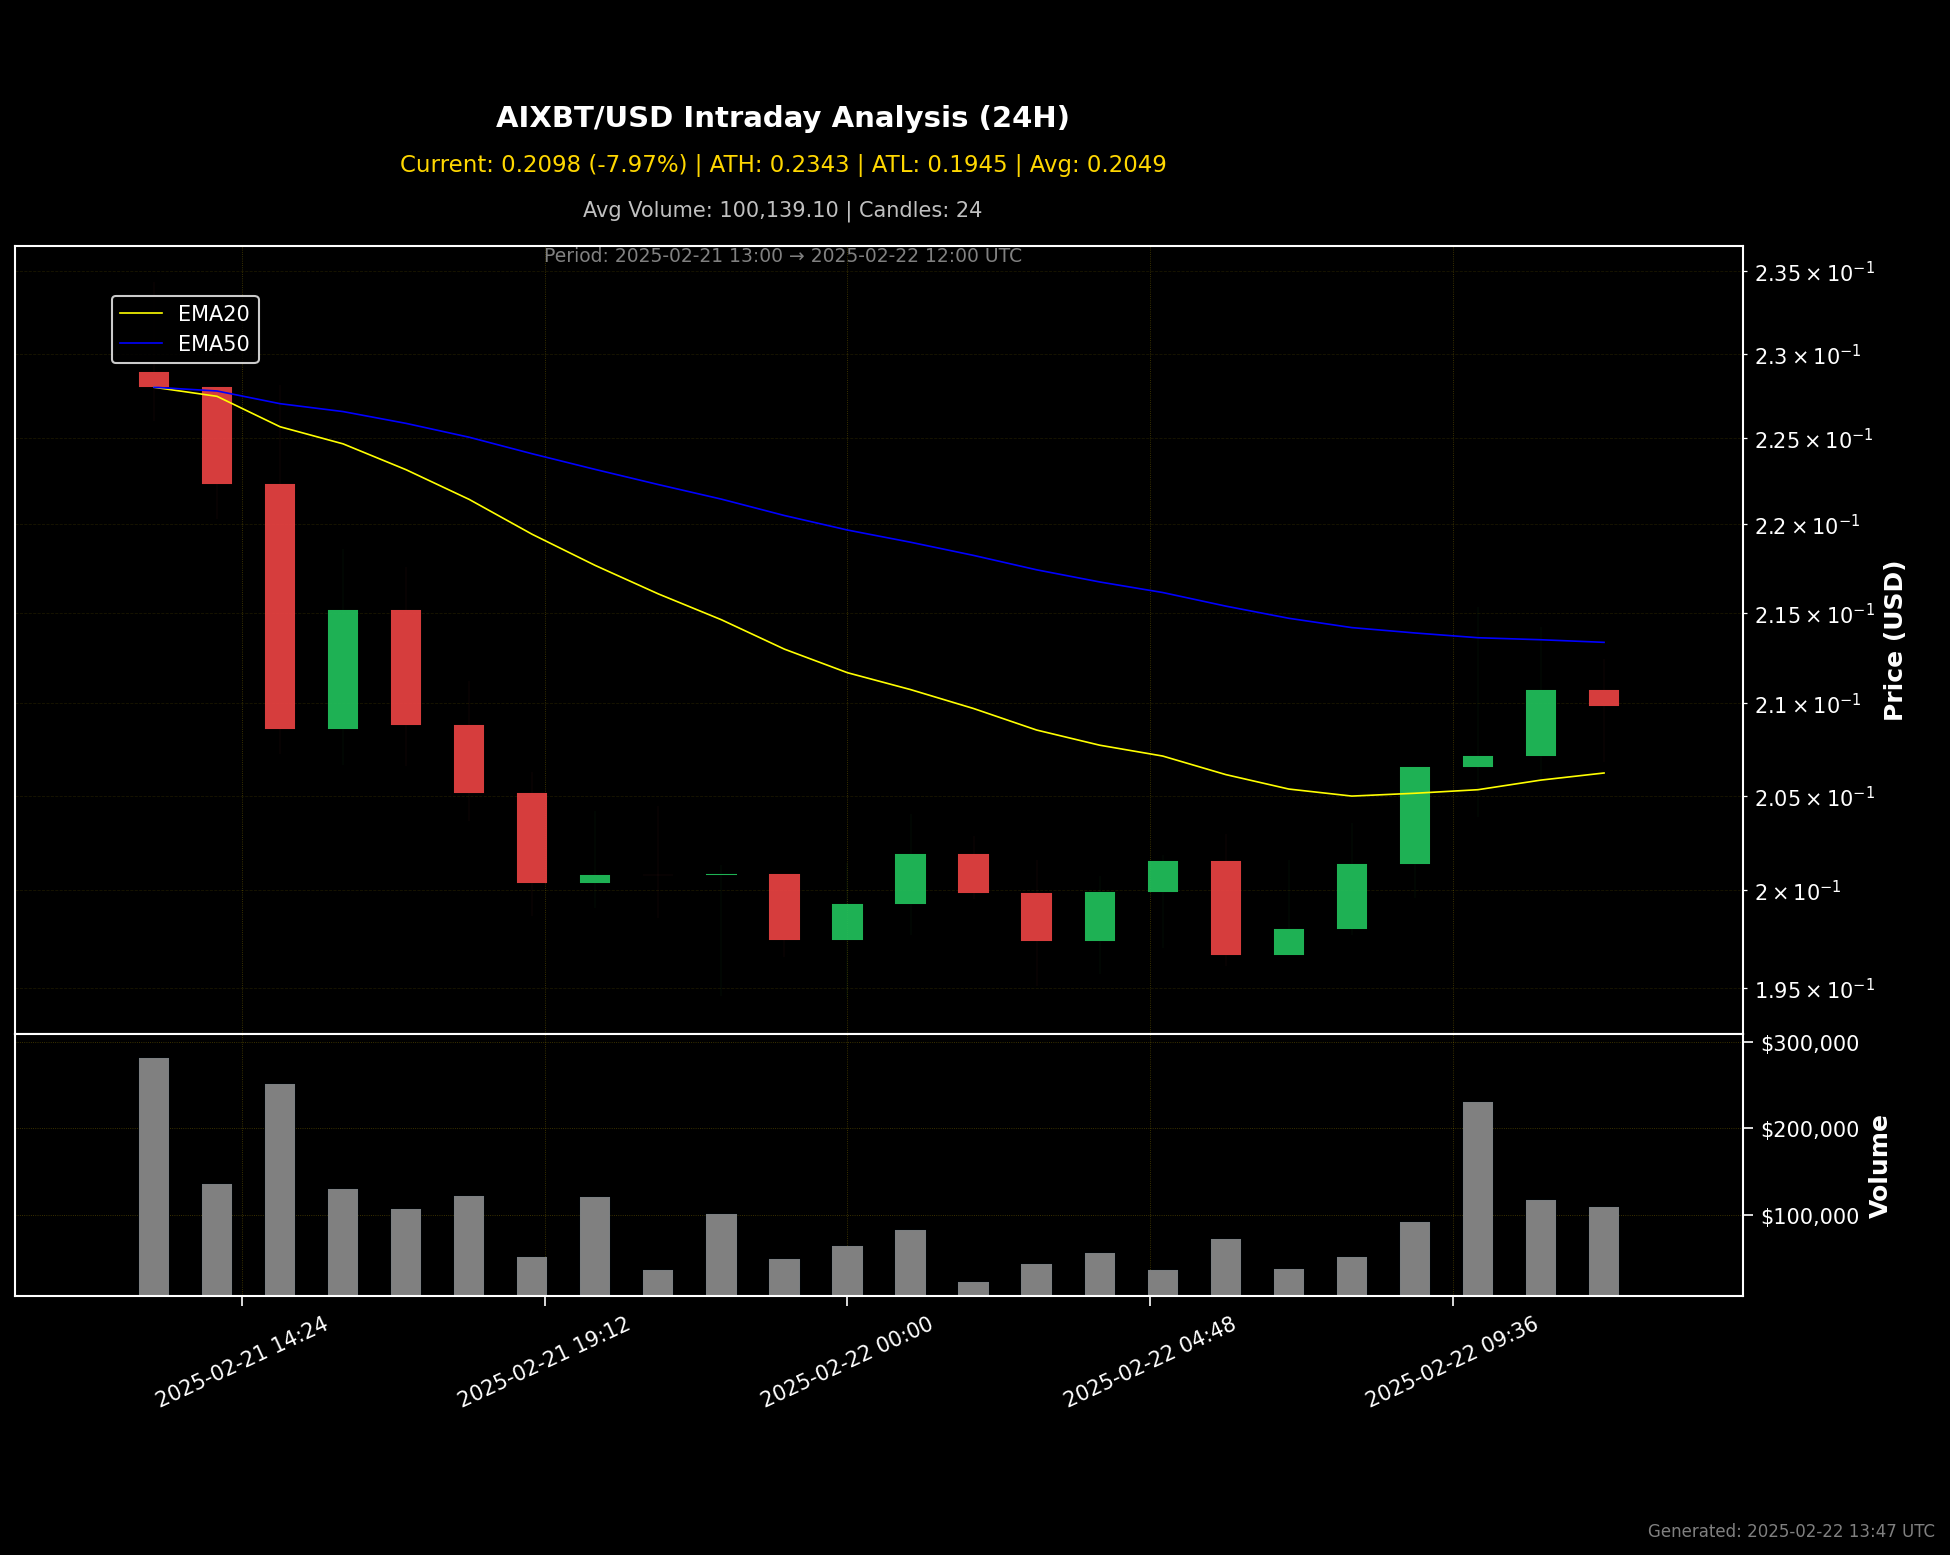 AIXBT/USD Intraday Analysis (24H)
Current: 0.2098 (-7.97%) | ATH: 0.2343 | ATL: 0.1945 | Avg: 0.2049
Avg Volume: 100,139.10 | Candles: 24
Period: 2025-02-21 13:00 → 2025-02-22 12:00 UTC
EMA20
EMA50
2.35 × 10⁻¹
2.3 × 10⁻¹
2.25 × 10⁻¹
2.2 × 10⁻¹
2.15 × 10⁻¹
2.1 × 10⁻¹
2.05 × 10⁻¹
2 × 10⁻¹
1.95 × 10⁻¹
Price (USD)
$300,000
$200,000
$100,000
Volume
2025-02-21 14:24
2025-02-21 19:12
2025-02-22 00:00
2025-02-22 04:48
2025-02-22 09:36
Generated: 2025-02-22 13:47 UTC